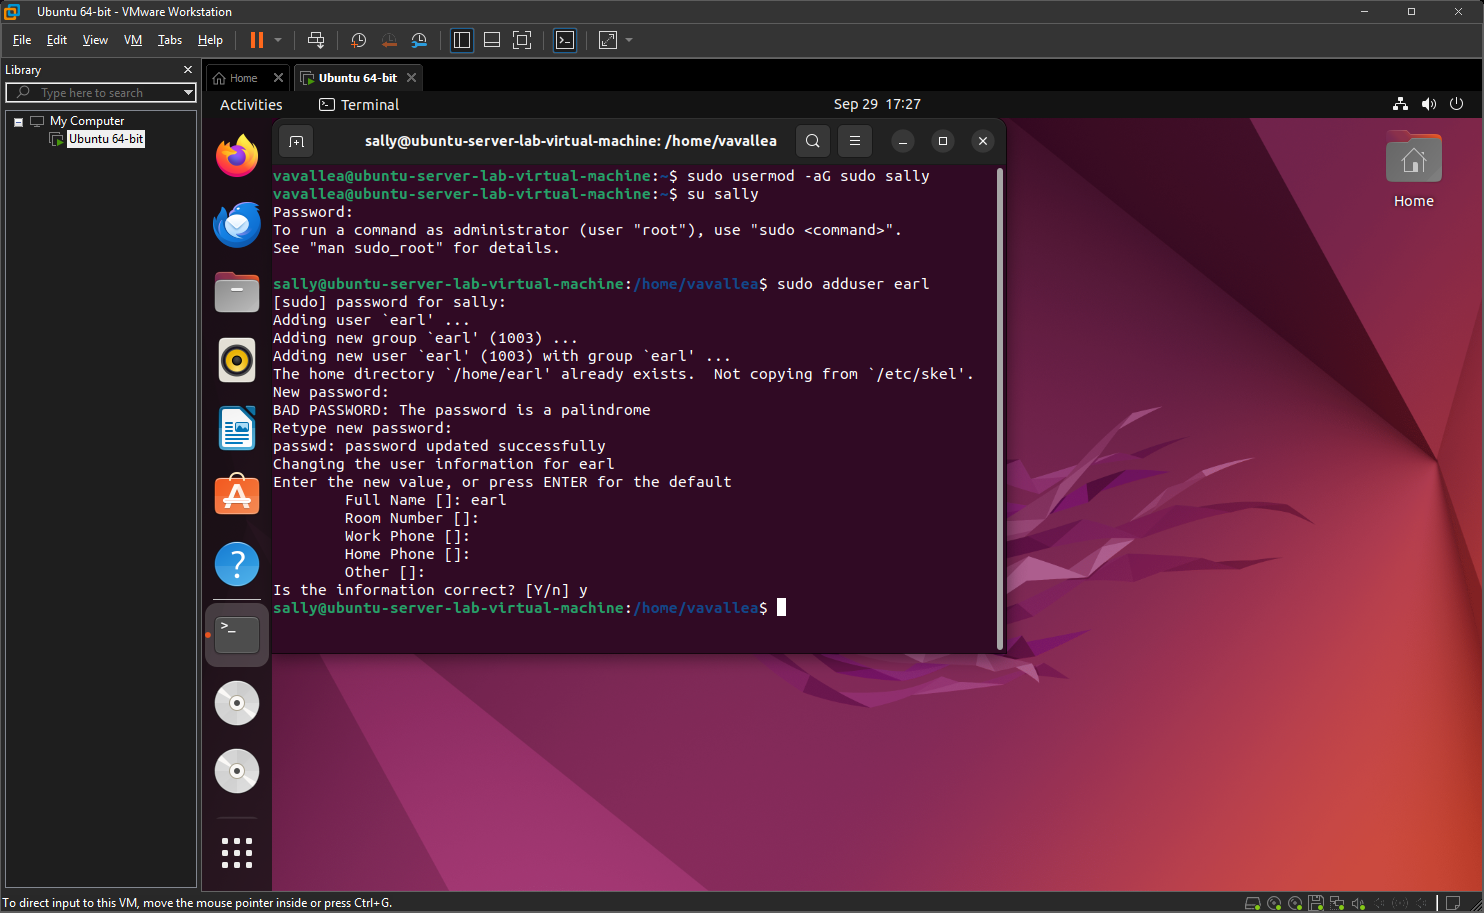 Ubuntu 64-bit - VMware Workstation
File Edit View VM Tabs Help
Library
Type here to search
My Computer
Ubuntu 64-bit
Home
Ubuntu 64-bit
Activities
Terminal
Sep 29 17:27
sally@ubuntu-server-lab-virtual-machine: /home/vavallea
vavallea@ubuntu-server-lab-virtual-machine:~$ sudo usermod -aG sudo sally
vavallea@ubuntu-server-lab-virtual-machine:~$ su sally
Password:
To run a command as administrator (user "root"), use "sudo <command>".
See "man sudo_root" for details.
sally@ubuntu-server-lab-virtual-machine:/home/vavallea$ sudo adduser earl
[sudo] password for sally:
Adding user `earl' ...
Adding new group `earl' (1003) ...
Adding new user `earl' (1003) with group `earl' ...
The home directory `/home/earl' already exists.  Not copying from `/etc/skel'.
New password:
BAD PASSWORD: The password is a palindrome
Retype new password:
passwd: password updated successfully
Changing the user information for earl
Enter the new value, or press ENTER for the default
Full Name []: earl
Room Number []:
Work Phone []:
Home Phone []:
Other []:
Is the information correct? [Y/n] y
sally@ubuntu-server-lab-virtual-machine:/home/vavallea$
Home
To direct input to this VM, move the mouse pointer inside or press Ctrl+G.